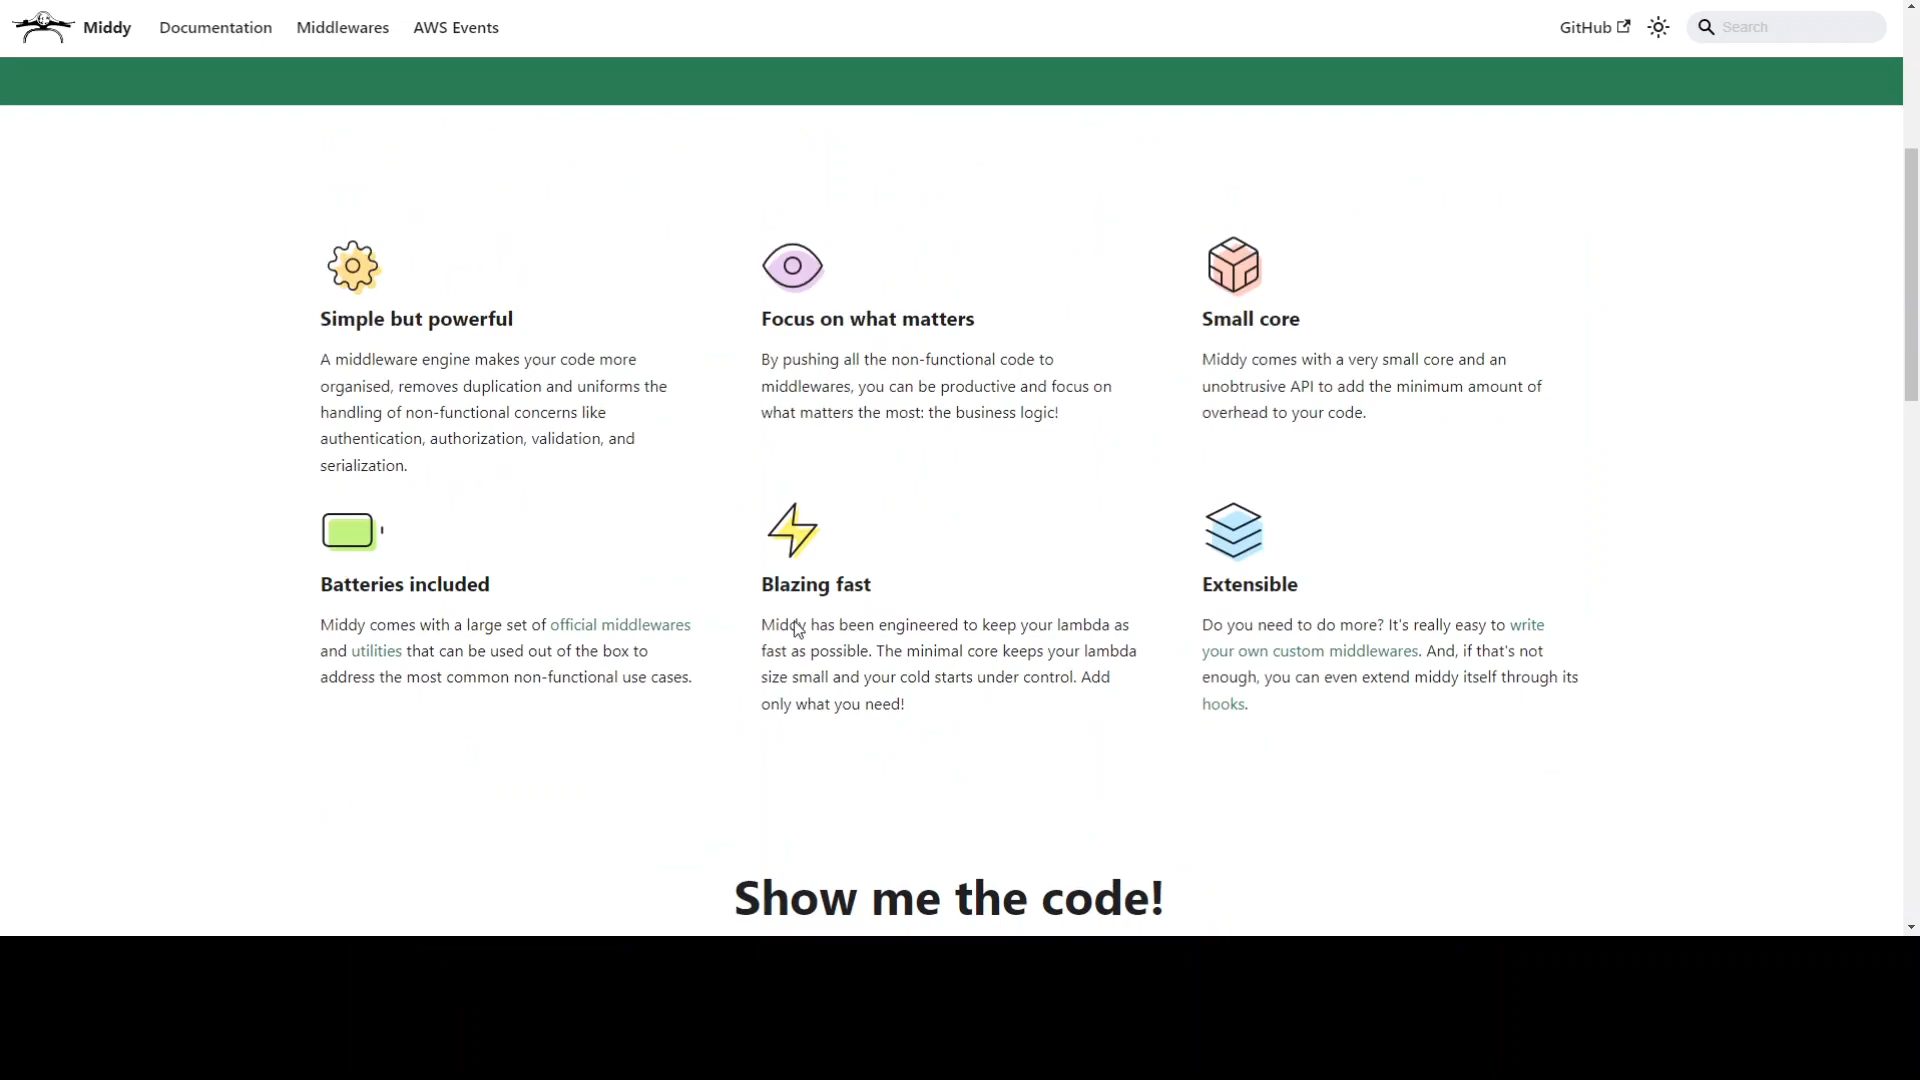 Middy Documentation Middlewares AWS Events GitHub Search
Simple but powerful
A middleware engine makes your code more
organised, removes duplication and uniforms the
handling of non-functional concerns like
authentication, authorization, validation, and
serialization.
Focus on what matters
By pushing all the non-functional code to
middlewares, you can be productive and focus on
what matters the most: the business logic!
Small core
Middy comes with a very small core and an
unobtrusive API to add the minimum amount of
overhead to your code.
Batteries included
Middy comes with a large set of official middlewares
and utilities that can be used out of the box to
address the most common non-functional use cases.
Blazing fast
Middy has been engineered to keep your lambda as
fast as possible. The minimal core keeps your lambda
size small and your cold starts under control. Add
only what you need!
Extensible
Do you need to do more? It's really easy to write
your own custom middlewares. And, if that's not
enough, you can even extend middy itself through its
hooks.
Show me the code!